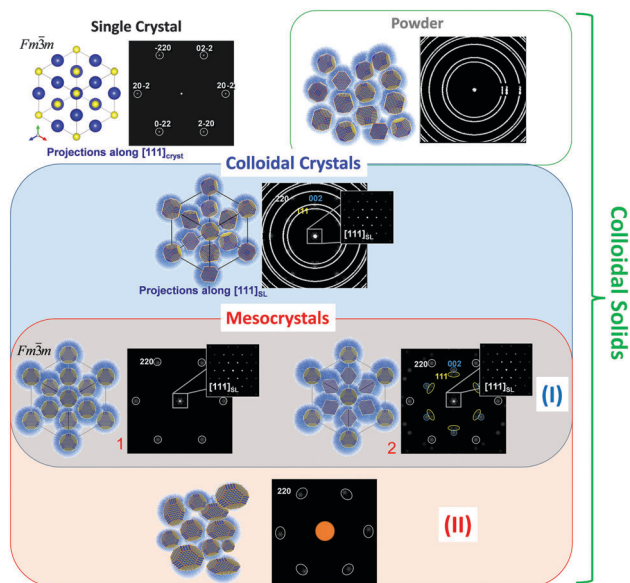 Single Crystal
Fm3̄m
-220 02-2
20-2 20-2
0-22 2-20
Projections along [111]cryst
Powder
Colloidal Crystals
220 002
111
[111]SL
Projections along [111]SL
Mesocrystals
Fm3̄m
220
[111]SL
1
220 002
111
[111]SL
2
(I)
220
(II)
Colloidal Solids